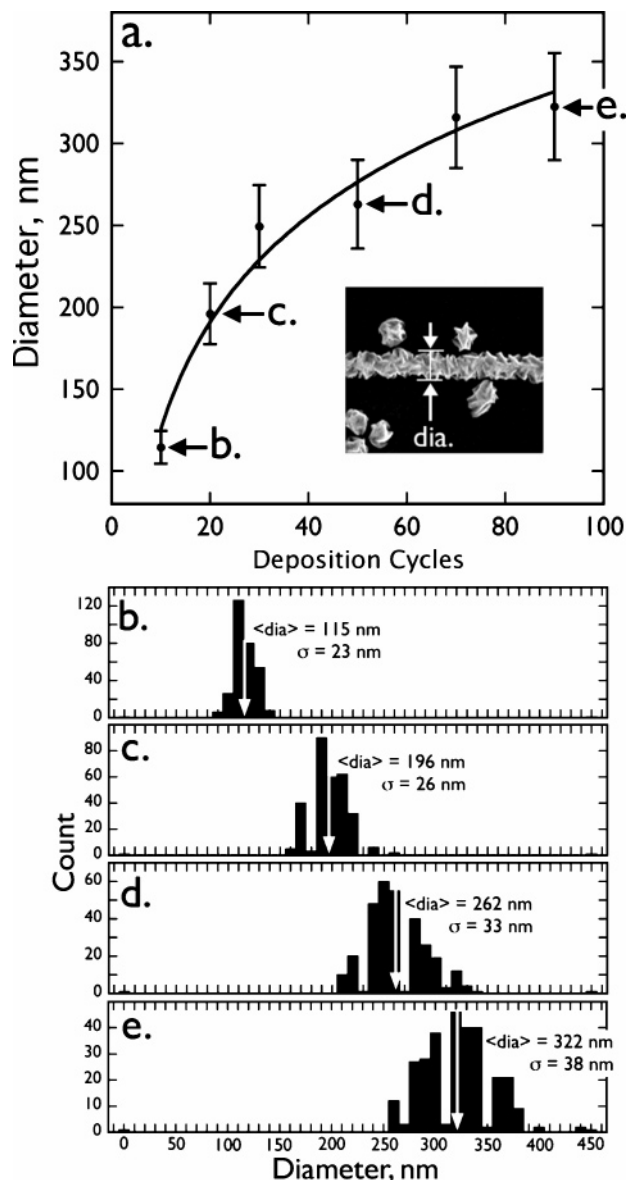 a.
350
300
250
200
150
100
Diameter, nm
e.
d.
c.
b.
dia.
0 20 40 60 80 100
Deposition Cycles
b.
<dia> = 115 nm
σ = 23 nm
120
80
40
0
c.
<dia> = 196 nm
σ = 26 nm
80
60
40
20
0
Count
d.
<dia> = 262 nm
σ = 33 nm
60
40
20
0
e.
<dia> = 322 nm
σ = 38 nm
40
30
20
10
0
0 50 100 150 200 250 300 350 400 450
Diameter, nm